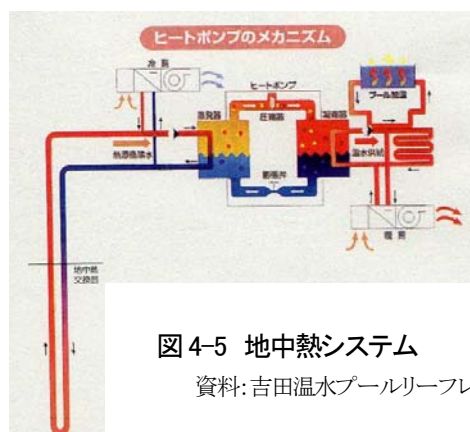 ヒートポンプのメカニズム
冷房
ヒートポンプ
プール加温
蒸発器
圧縮器
凝縮器
熱源循環水
温水供給
膨張弁
暖房
地中熱
交換器
図 4-5 地中熱システム
資料：吉田温水プールリーフレ